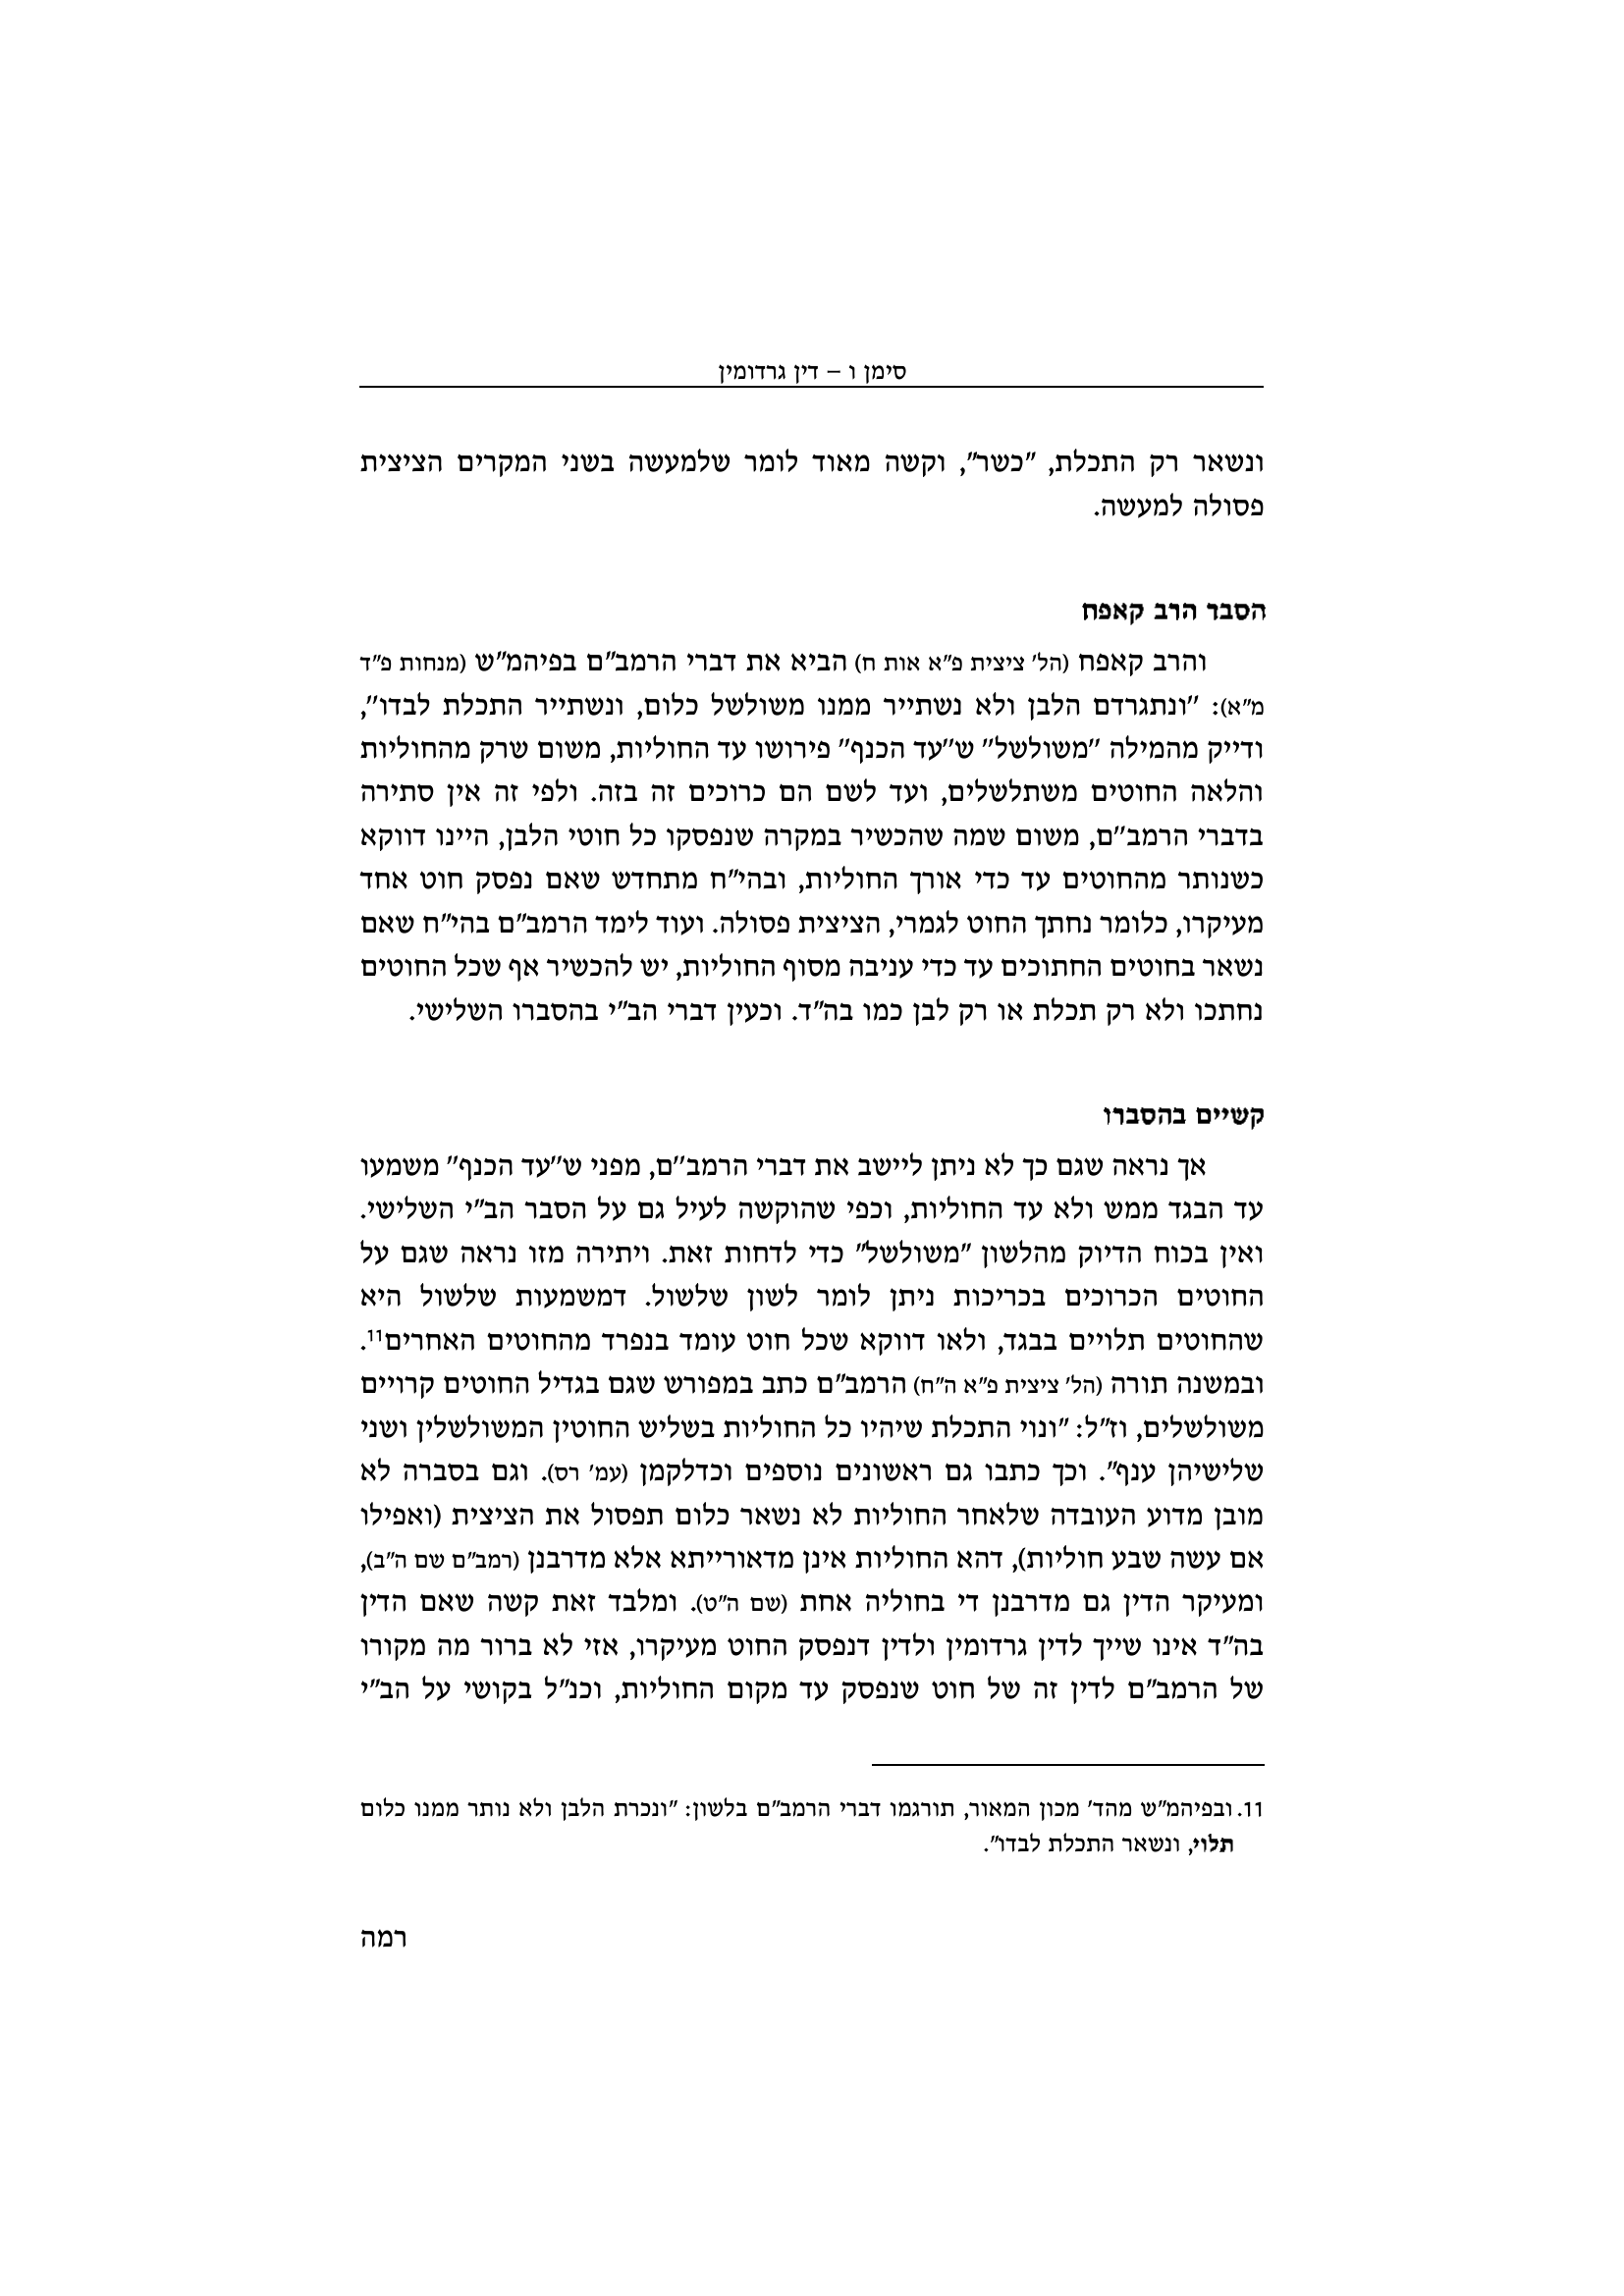 סימן ו – דין גרדומין
ונשאר רק התכלת, "כשר", וקשה מאוד לומר שלמעשה בשני המקרים הציצית
פסולה למעשה.
הסבר הרב קאפח
והרב קאפח (הל' ציצית פ"א אות ח) הביא את דברי הרמב"ם בפיהמ"ש (מנחות פ"ד
מ"א): "ונתגרדם הלבן ולא נשתייר ממנו משולשל כלום, ונשתייר התכלת לבדו",
ודייק מהמילה "משולשל" ש"עד הכנף" פירושו עד החוליות, משום שרק מהחוליות
והלאה החוטים משתלשלים, ועד לשם הם כרוכים זה בזה. ולפי זה אין סתירה
בדברי הרמב"ם, משום שמה שהכשיר במקרה שנפסקו כל חוטי הלבן, היינו דווקא
כשנותר מהחוטים עד כדי אורך החוליות, ובהי"ח מתחדש שאם נפסק חוט אחד
מעיקרו, כלומר נחתך החוט לגמרי, הציצית פסולה. ועוד לימד הרמב"ם בהי"ח שאם
נשאר בחוטים החתוכים עד כדי עניבה מסוף החוליות, יש להכשיר אף שכל החוטים
נחתכו ולא רק תכלת או רק לבן כמו בה"ד. וכעין דברי הב"י בהסברו השלישי.
קשיים בהסברו
אך נראה שגם כך לא ניתן ליישב את דברי הרמב"ם, מפני ש"עד הכנף" משמעו
עד הבגד ממש ולא עד החוליות, וכפי שהוקשה לעיל גם על הסבר הב"י השלישי.
ואין בכוח הדיוק מהלשון "משולשל" כדי לדחות זאת. ויתירה מזו נראה שגם על
החוטים הכרוכים בכריכות ניתן לומר לשון שלשול. דמשמעות שלשול היא
שהחוטים תלויים בבגד, ולאו דווקא שכל חוט עומד בנפרד מהחוטים האחרים11.
ובמשנה תורה (הל' ציצית פ"א ה"ח) הרמב"ם כתב במפורש שגם בגדיל החוטים קרויים
משולשלים, וז"ל: "ונוי התכלת שיהיו כל החוליות בשליש החוטין המשולשלין ושני
שלישיהן ענף". וכך כתבו גם ראשונים נוספים וכדלקמן (עמ' רס). וגם בסברה לא
מובן מדוע העובדה שלאחר החוליות לא נשאר כלום תפסול את הציצית (ואפילו
אם עשה שבע חוליות), דהא החוליות אינן מדאורייתא אלא מדרבנן (רמב"ם שם ה"ב),
ומעיקר הדין גם מדרבנן די בחוליה אחת (שם ה"ט). ומלבד זאת קשה שאם הדין
בה"ד אינו שייך לדין גרדומין ולדין דנפסק החוט מעיקרו, אזי לא ברור מה מקורו
של הרמב"ם לדין זה של חוט שנפסק עד מקום החוליות, וכנ"ל בקושי על הב"י
11. ובפיהמ"ש מהד' מכון המאור, תורגמו דברי הרמב"ם בלשון: "ונכרת הלבן ולא נותר ממנו כלום
תלוי, ונשאר התכלת לבדו".
רמה